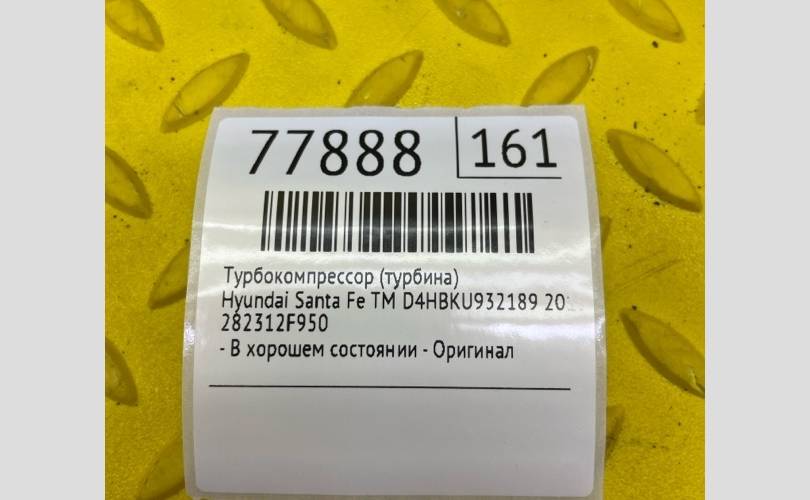 77888
161
Турбокомпрессор (турбина)
Hyundai Santa Fe TM D4HBKU932189
282312F950
- В хорошем состоянии - Оригинал